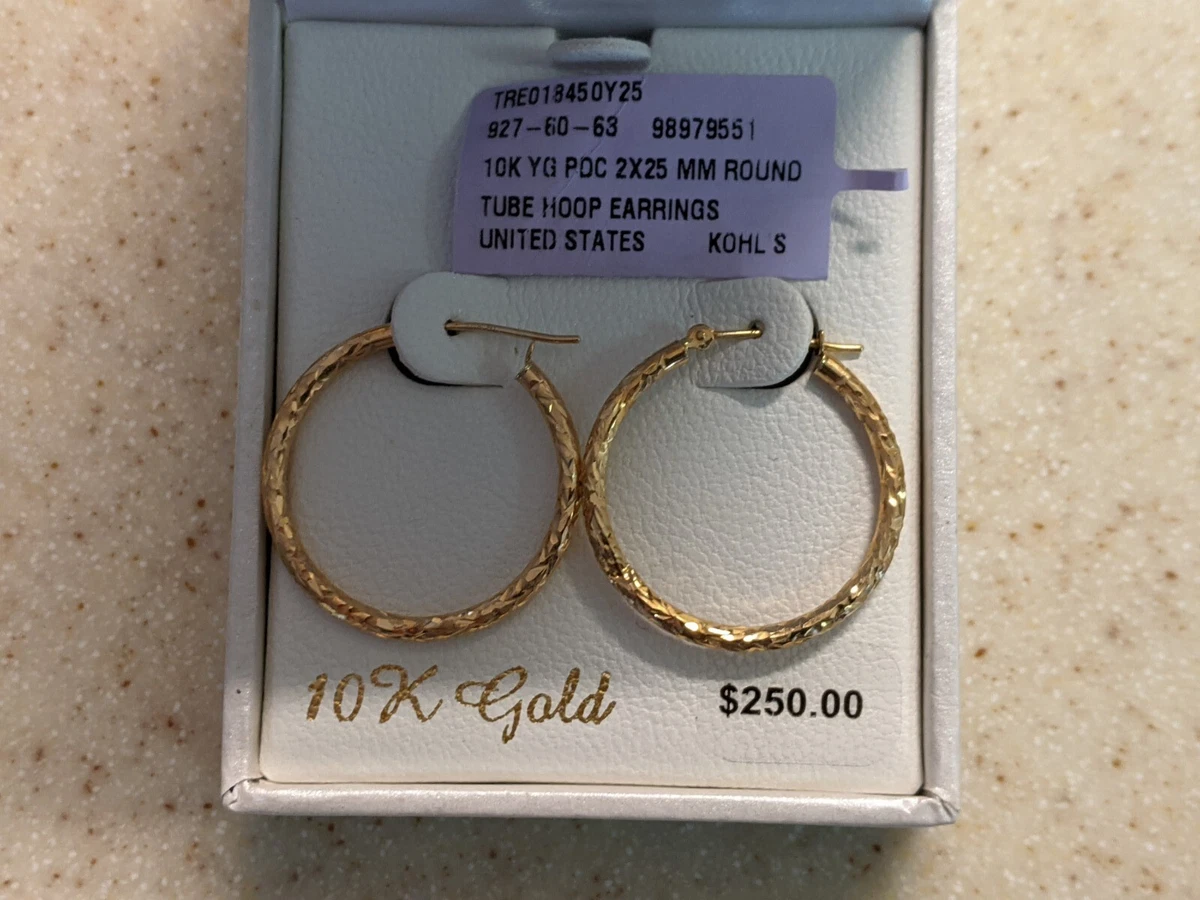 TRE018450Y25
927-60-63 98979551
10K YG PDC 2X25 MM ROUND
TUBE HOOP EARRINGS
UNITED STATES KOHL'S
10K Gold
$250.00